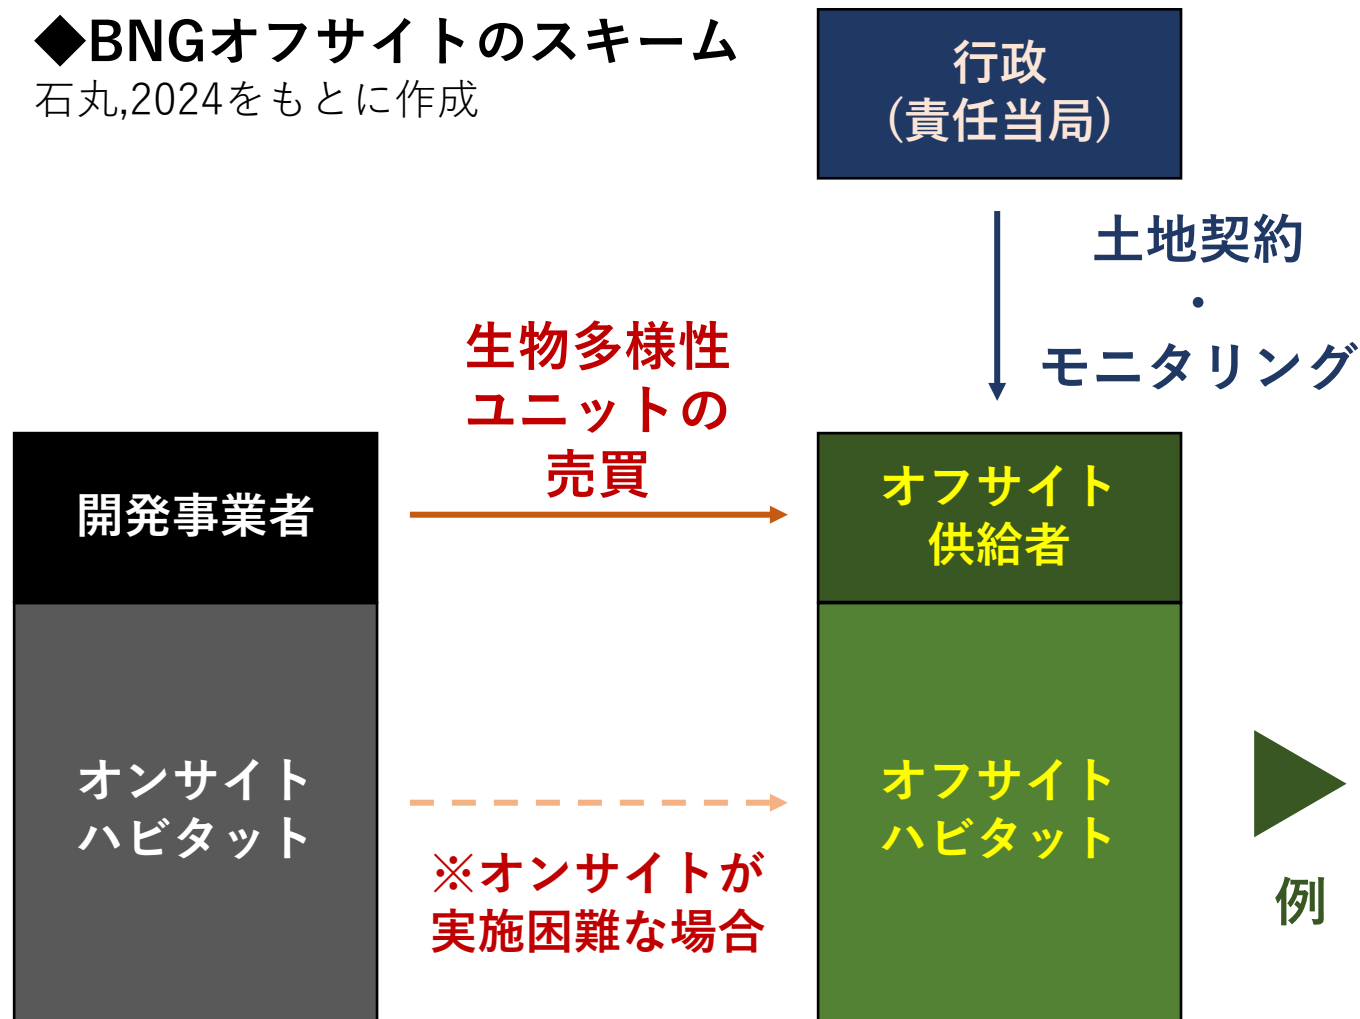 ◆BNGオフサイトのスキーム
石丸,2024をもとに作成
行政
(責任当局)
土地契約
・
モニタリング
生物多様性
ユニットの
売買
開発事業者
オフサイト
供給者
オンサイト
ハビタット
オフサイト
ハビタット
※オンサイトが
実施困難な場合
例